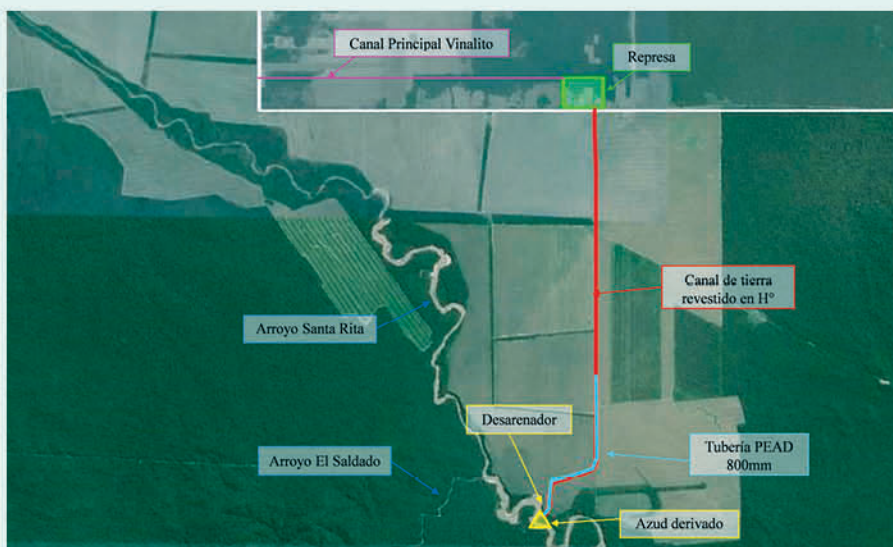 Canal Principal Vinalito
Represa
Canal de tierra
revestido en Hº
Arroyo Santa Rita
Desarenador
Arroyo El Saldado
Tubería PEAD
800mm
Azud derivado